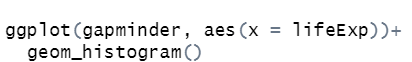 ggplot(gapminder, aes(x = lifeExp))+
  geom_histogram()